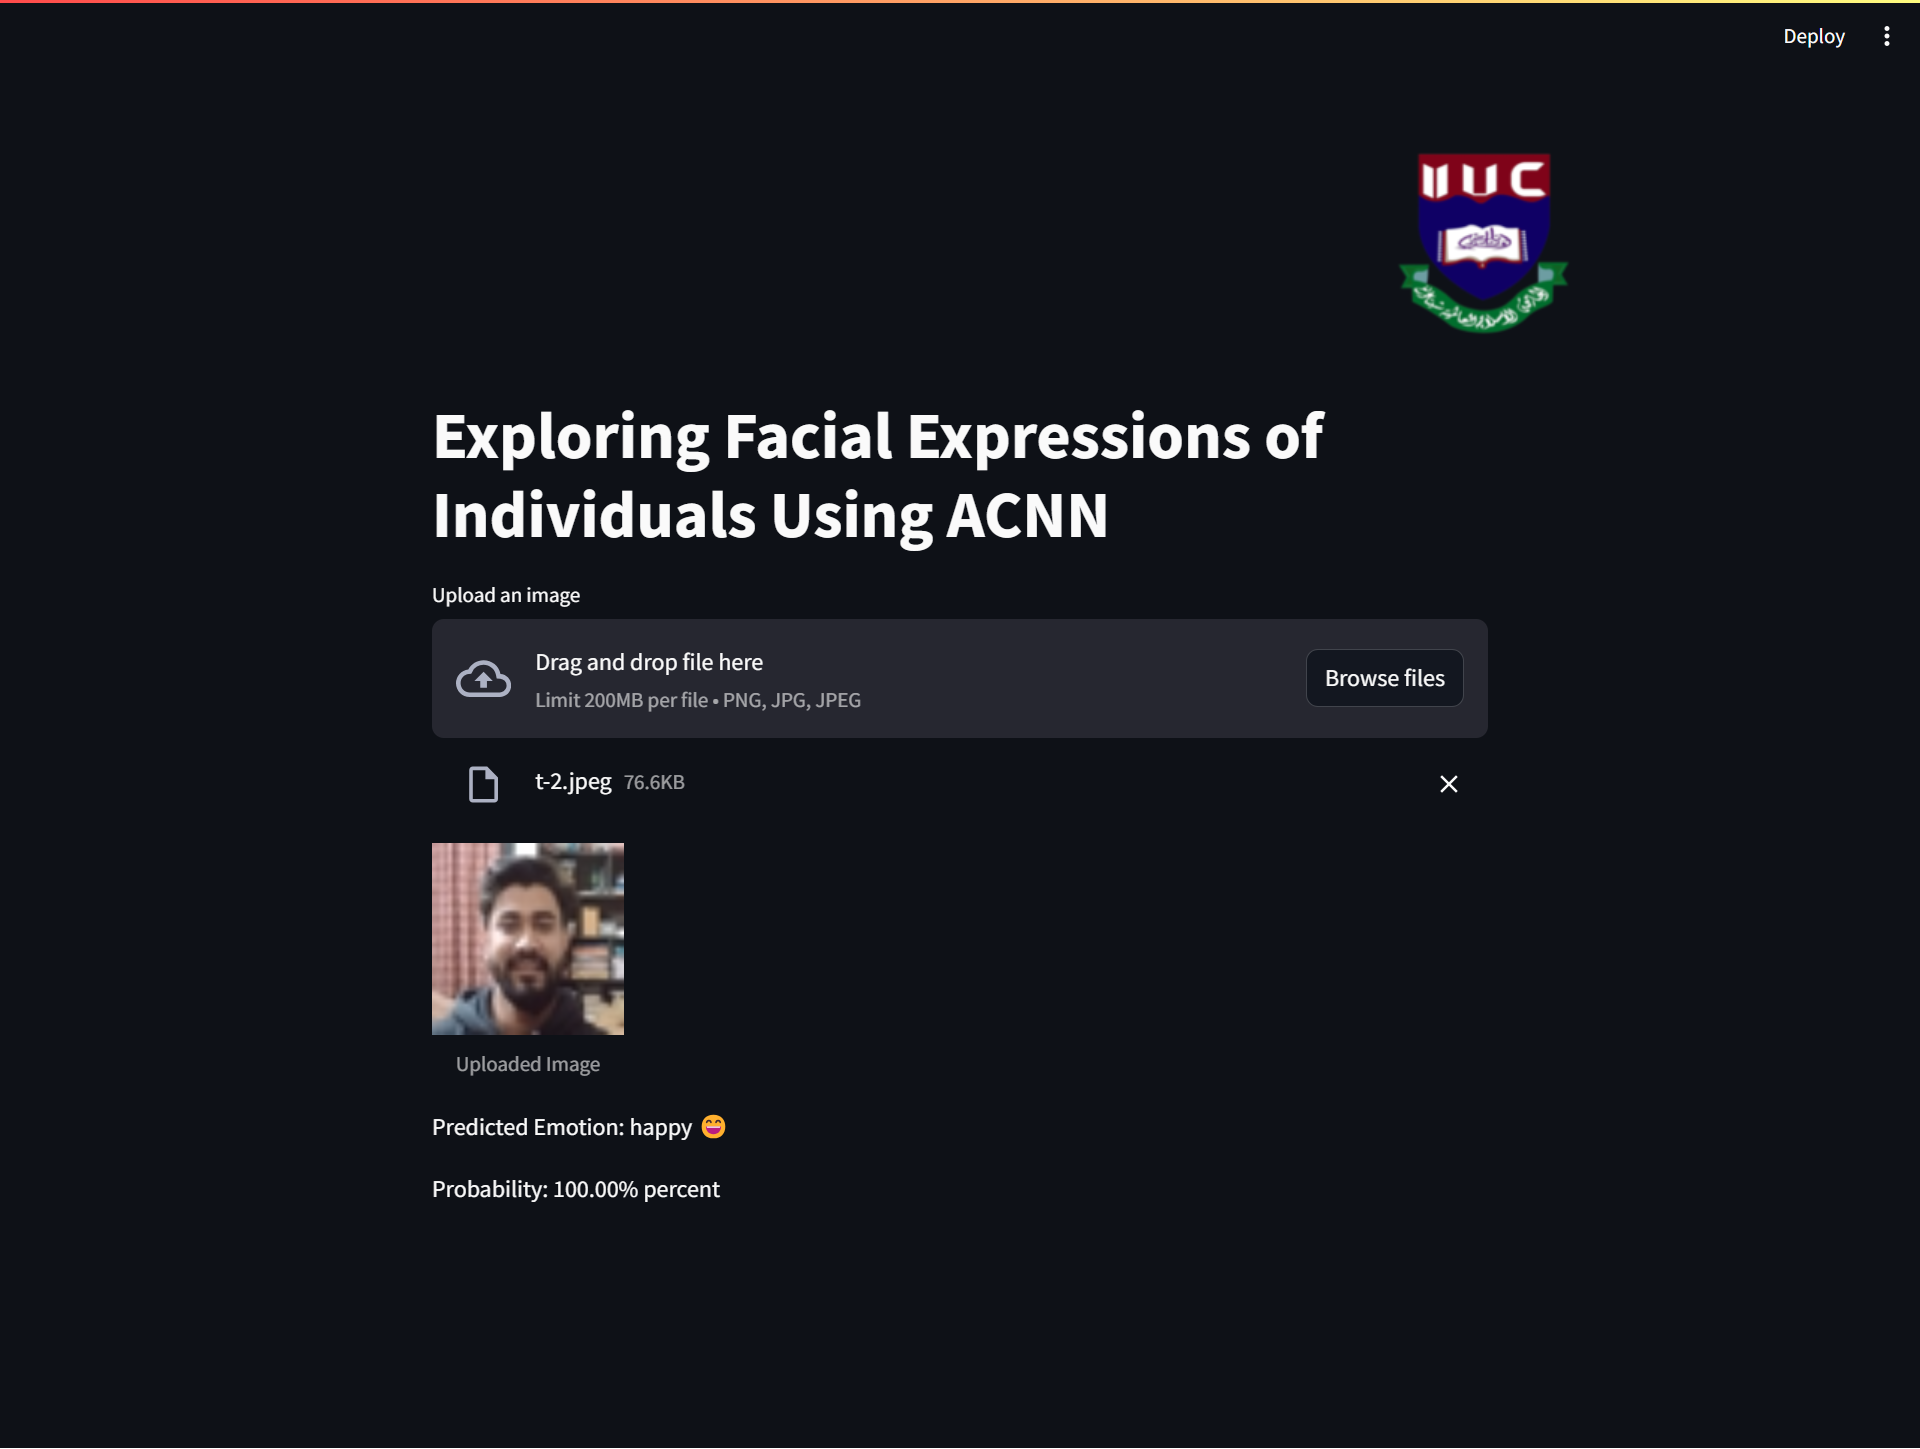 Deploy
IIUC
Exploring Facial Expressions of
Individuals Using ACNN
Upload an image
Drag and drop file here
Limit 200MB per file • PNG, JPG, JPEG
Browse files
t-2.jpeg 76.6KB
Uploaded Image
Predicted Emotion: happy 😄
Probability: 100.00% percent